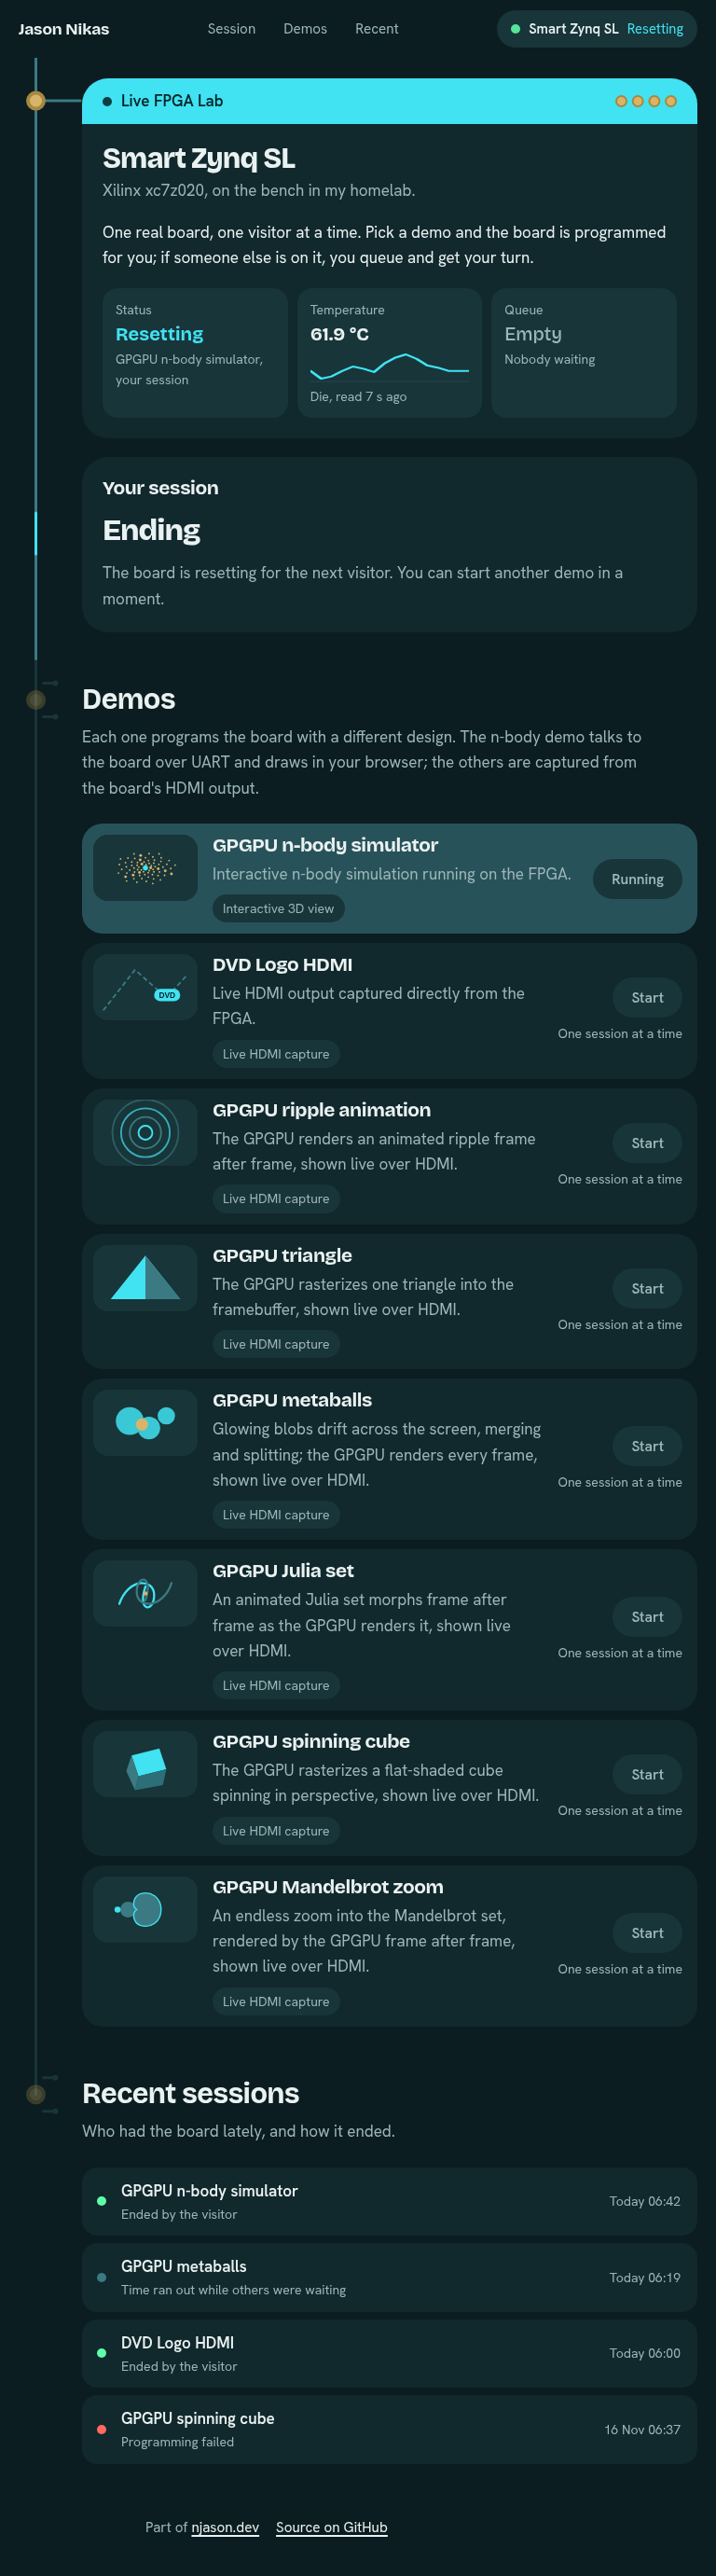 Jason Nikas
Session
Demos
Recent
Smart Zynq SL Resetting
Live FPGA Lab
Smart Zynq SL
Xilinx xc7z020, on the bench in my homelab.
One real board, one visitor at a time. Pick a demo and the board is programmed
for you; if someone else is on it, you queue and get your turn.
Status
Resetting
GPGPU n-body simulator,
your session
Temperature
61.9 °C
Die, read 7 s ago
Queue
Empty
Nobody waiting
Your session
Ending
The board is resetting for the next visitor. You can start another demo in a
moment.
Demos
Each one programs the board with a different design. The n-body demo talks to
the board over UART and draws in your browser; the others are captured from
the board's HDMI output.
GPGPU n-body simulator
Interactive n-body simulation running on the FPGA.
Interactive 3D view
Running
DVD
DVD Logo HDMI
Live HDMI output captured directly from the
FPGA.
Live HDMI capture
Start
One session at a time
GPGPU ripple animation
The GPGPU renders an animated ripple frame
after frame, shown live over HDMI.
Live HDMI capture
Start
One session at a time
GPGPU triangle
The GPGPU rasterizes one triangle into the
framebuffer, shown live over HDMI.
Live HDMI capture
Start
One session at a time
GPGPU metaballs
Glowing blobs drift across the screen, merging
and splitting; the GPGPU renders every frame,
shown live over HDMI.
Live HDMI capture
Start
One session at a time
GPGPU Julia set
An animated Julia set morphs frame after
frame as the GPGPU renders it, shown live
over HDMI.
Live HDMI capture
Start
One session at a time
GPGPU spinning cube
The GPGPU rasterizes a flat-shaded cube
spinning in perspective, shown live over HDMI.
Live HDMI capture
Start
One session at a time
GPGPU Mandelbrot zoom
An endless zoom into the Mandelbrot set,
rendered by the GPGPU frame after frame,
shown live over HDMI.
Live HDMI capture
Start
One session at a time
Recent sessions
Who had the board lately, and how it ended.
GPGPU n-body simulator
Ended by the visitor
Today 06:42
GPGPU metaballs
Time ran out while others were waiting
Today 06:19
DVD Logo HDMI
Ended by the visitor
Today 06:00
GPGPU spinning cube
Programming failed
16 Nov 06:37
Part of njason.dev
Source on GitHub